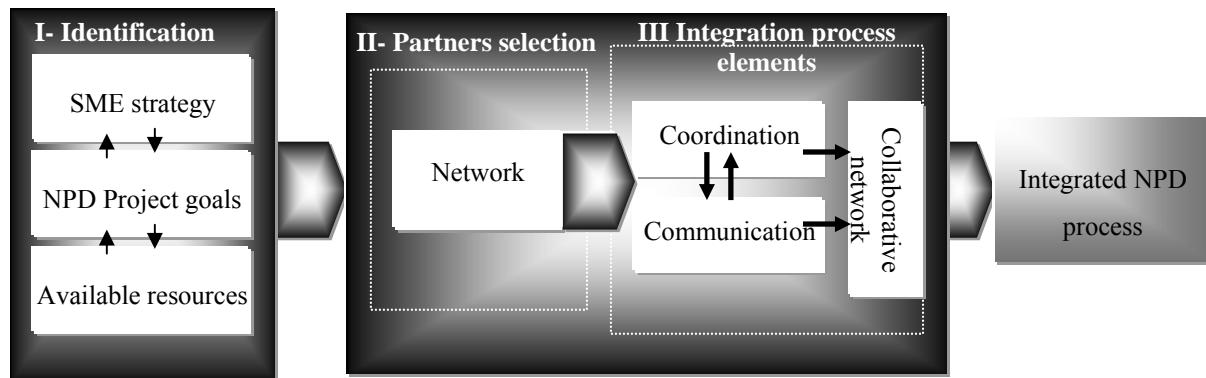 I- Identification
SME strategy
NPD Project goals
Available resources
II- Partners selection
Network
III Integration process
elements
Coordination
Communication
Collaborative
network
Integrated NPD
process